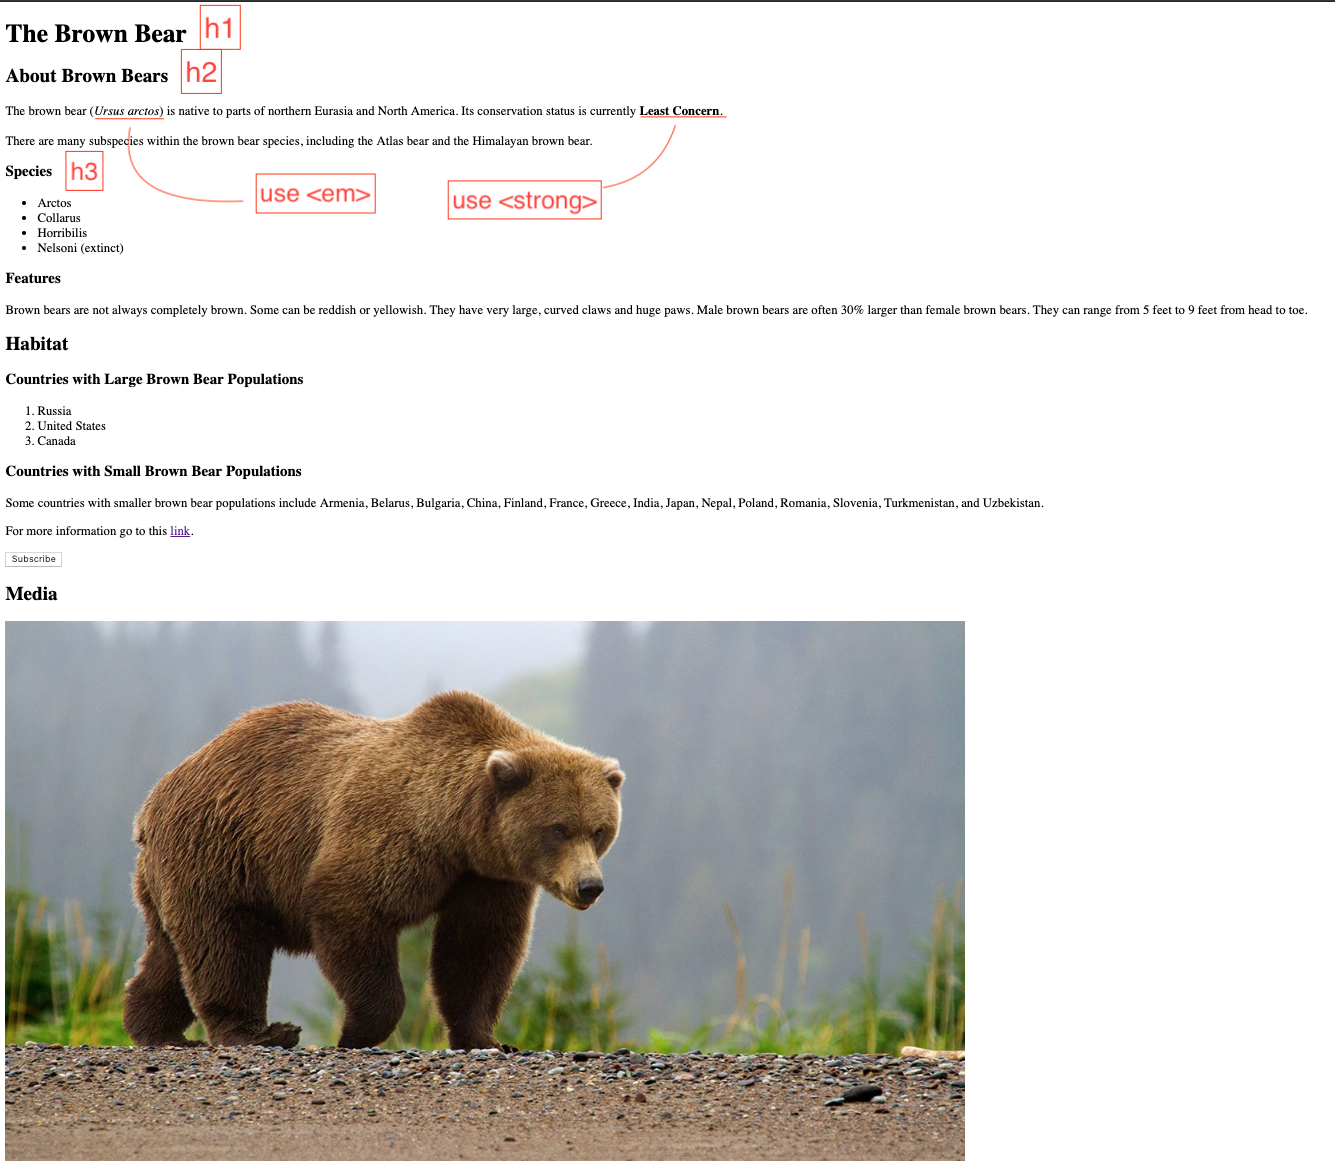 The Brown Bear h1
About Brown Bears h2
The brown bear (Ursus arctos) is native to parts of northern Eurasia and North America. Its conservation status is currently Least Concern.
There are many subspecies within the brown bear species, including the Atlas bear and the Himalayan brown bear.
Species h3
use <em> use <strong>
Arctos
Collarus
Horribilis
Nelsoni (extinct)
Features
Brown bears are not always completely brown. Some can be reddish or yellowish. They have very large, curved claws and huge paws. Male brown bears are often 30% larger than female brown bears. They can range from 5 feet to 9 feet from head to toe.
Habitat
Countries with Large Brown Bear Populations
1. Russia
2. United States
3. Canada
Countries with Small Brown Bear Populations
Some countries with smaller brown bear populations include Armenia, Belarus, Bulgaria, China, Finland, France, Greece, India, Japan, Nepal, Poland, Romania, Slovenia, Turkmenistan, and Uzbekistan.
For more information go to this link.
Subscribe
Media